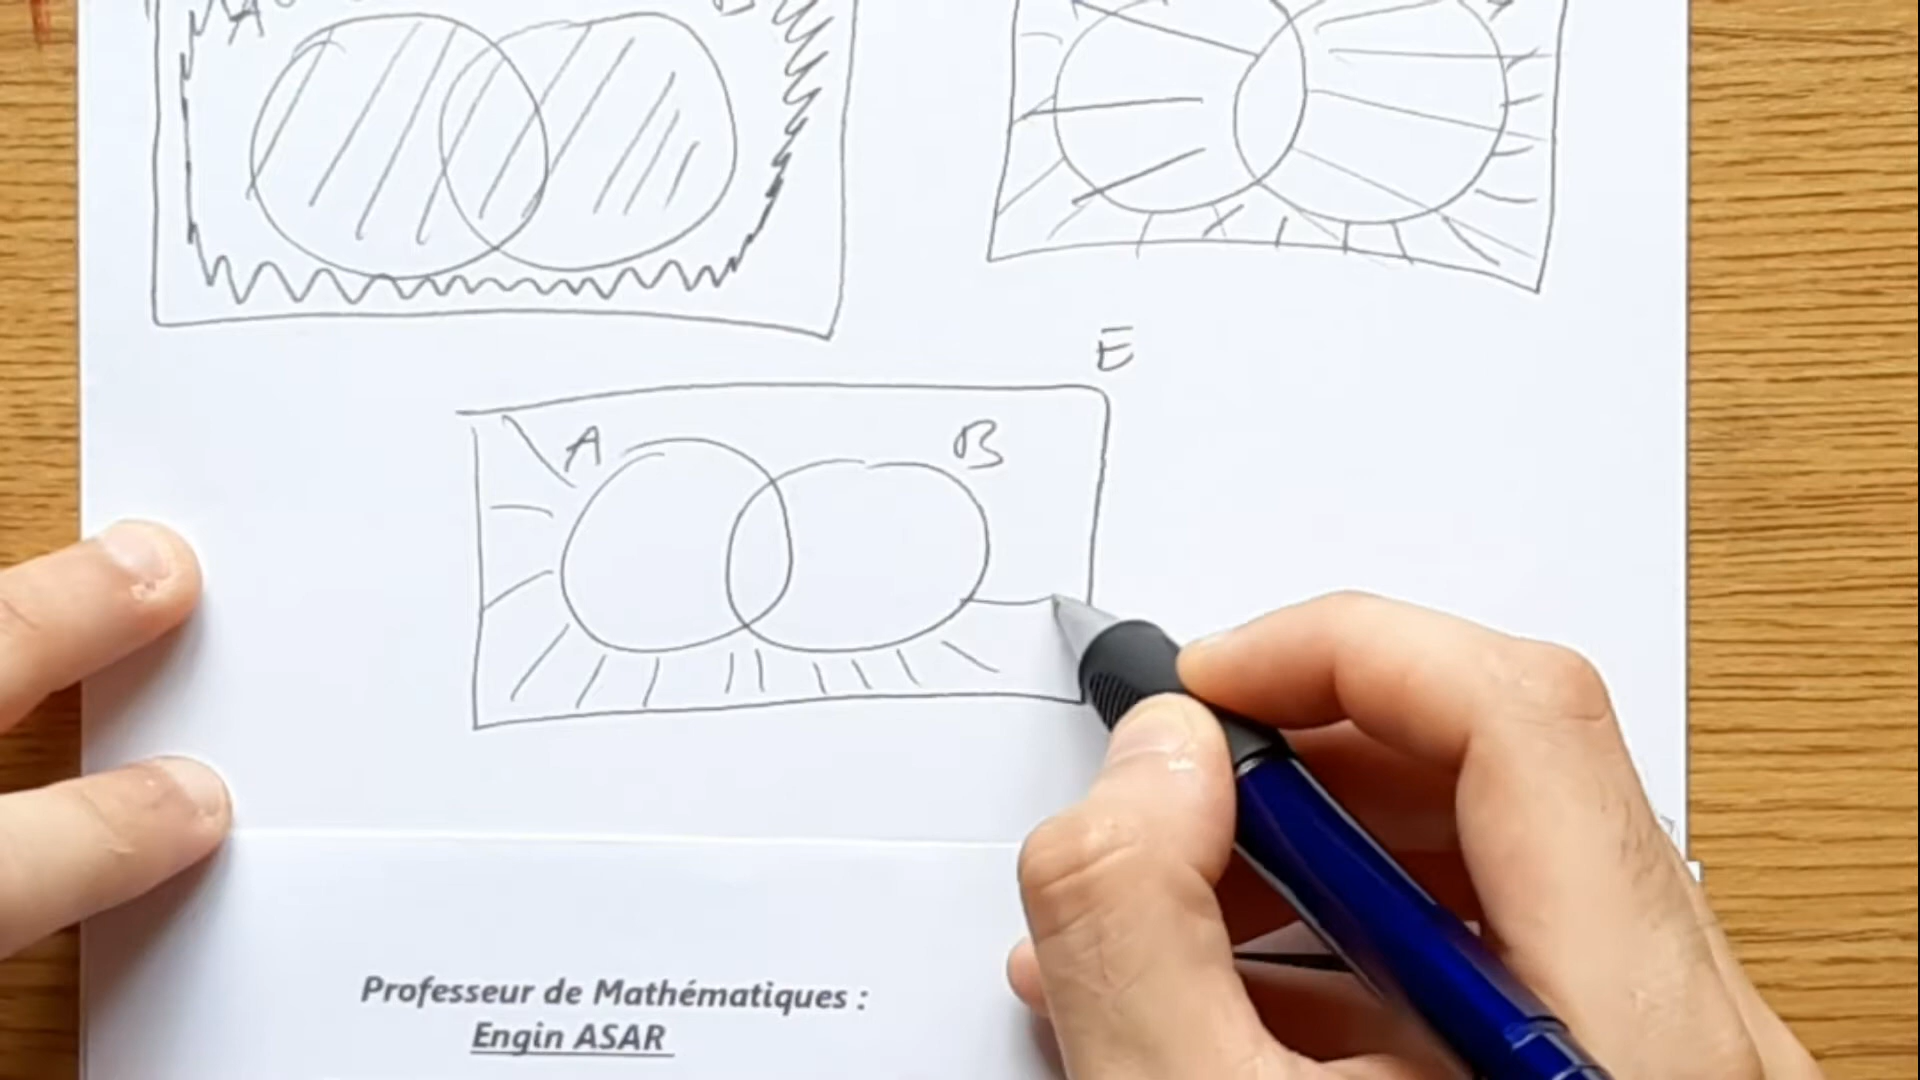 A
E
A B
Professeur de Mathématiques :
Engin ASAR